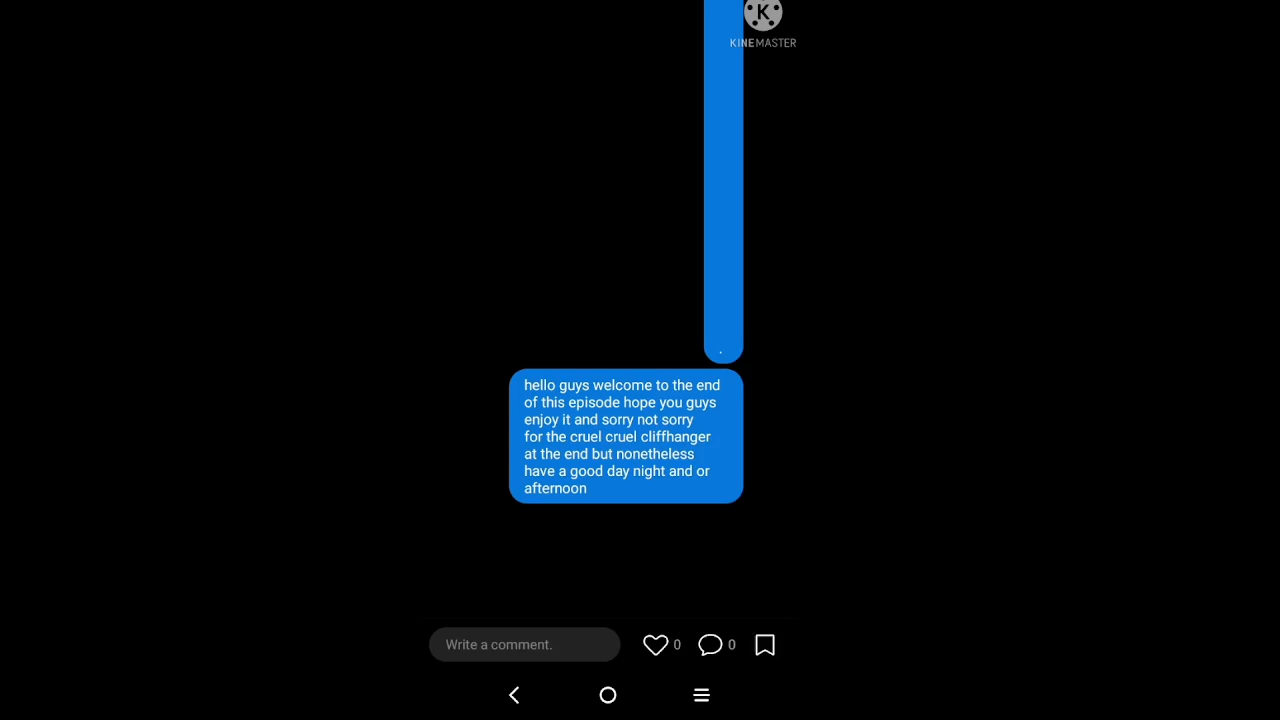 K
KINEMASTER
.
hello guys welcome to the end
of this episode hope you guys
enjoy it and sorry not sorry
for the cruel cruel cliffhanger
at the end but nonetheless
have a good day night and or
afternoon
Write a comment.
0
0